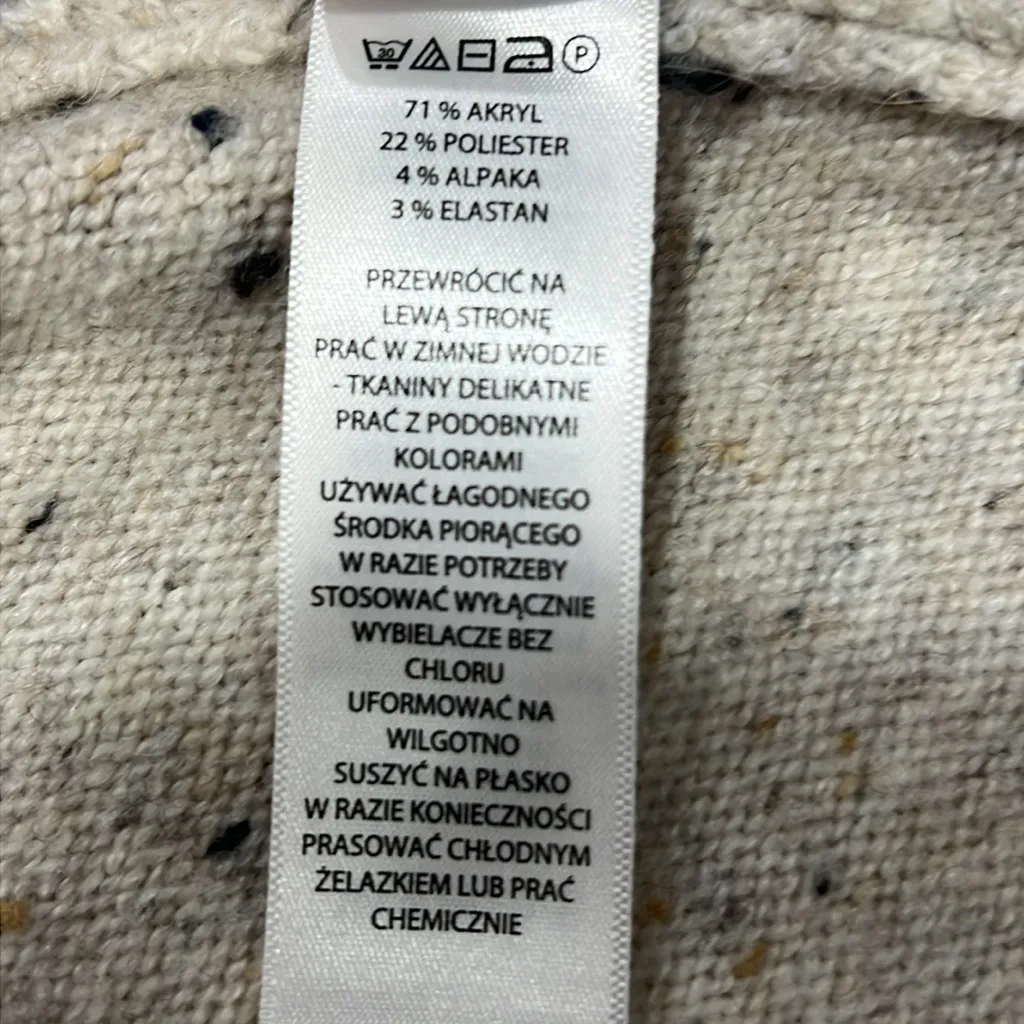 30 P
71 % AKRYL
22 % POLIESTER
4 % ALPAKA
3 % ELASTAN
PRZEWRÓCIĆ NA
LEWĄ STRONĘ
PRAĆ W ZIMNEJ WODZIE
- TKANINY DELIKATNE
PRAĆ Z PODOBNYMI
KOLORAMI
UŻYWAĆ ŁAGODNEGO
ŚRODKA PIORĄCEGO
W RAZIE POTRZEBY
STOSOWAĆ WYŁĄCZNIE
WYBIELACZE BEZ
CHLORU
UFORMOWAĆ NA
WILGOTNO
SUSZYĆ NA PŁASKO
W RAZIE KONIECZNOŚCI
PRASOWAĆ CHŁODNYM
ŻELAZKIEM LUB PRAĆ
CHEMICZNIE